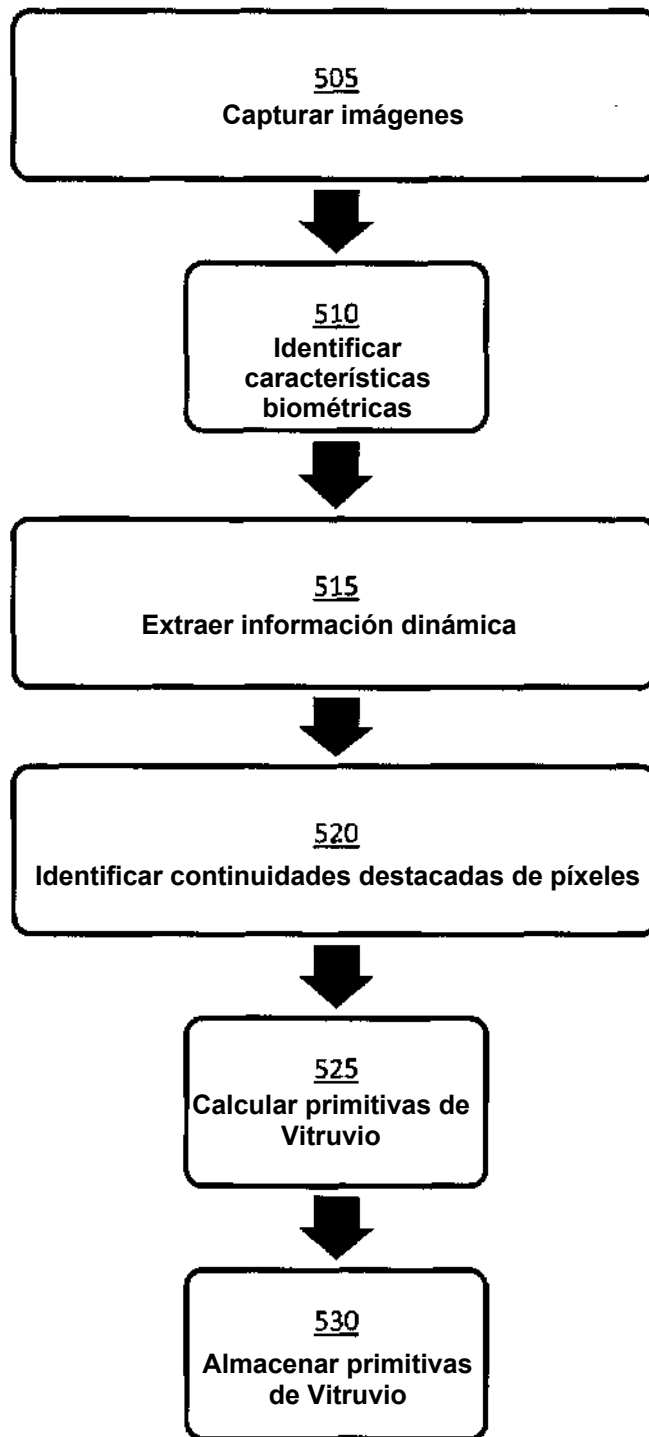 505
Capturar imágenes
510
Identificar
características
biométricas
515
Extraer información dinámica
520
Identificar continuidades destacadas de píxeles
525
Calcular primitivas de
Vitruvio
530
Almacenar primitivas
de Vitruvio